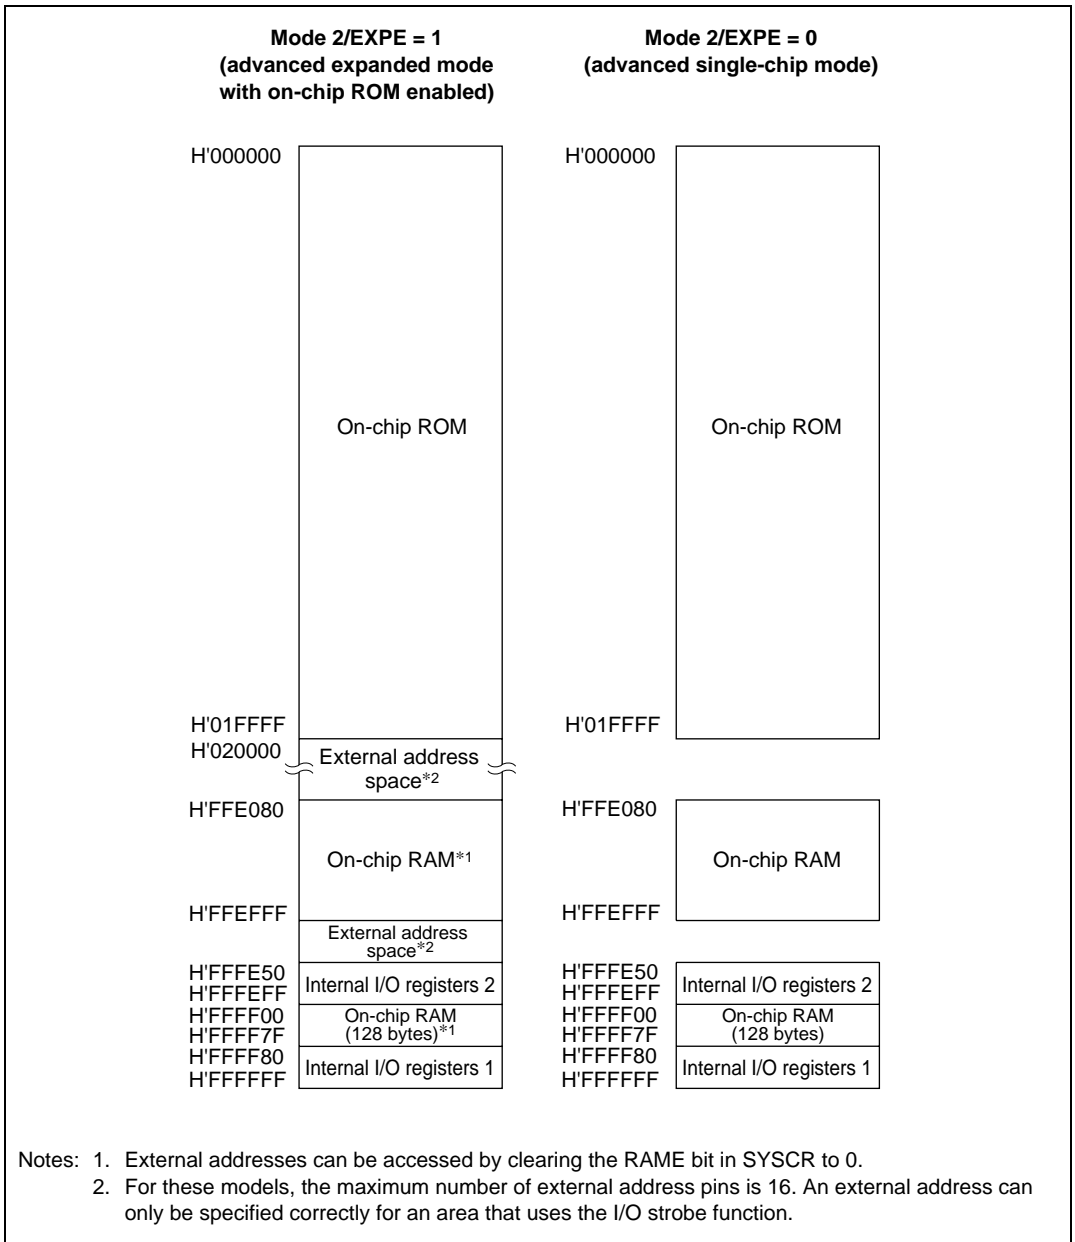 Mode 2/EXPE = 1
(advanced expanded mode
with on-chip ROM enabled)
H'000000
On-chip ROM
H'01FFFF
H'020000
External address
space*2
H'FFE080
On-chip RAM*1
H'FFEFFF
External address
space*2
H'FFFE50
Internal I/O registers 2
H'FFFEFF
H'FFFF00
On-chip RAM
(128 bytes)*1
H'FFFF7F
H'FFFF80
Internal I/O registers 1
H'FFFFFF
Mode 2/EXPE = 0
(advanced single-chip mode)
H'000000
On-chip ROM
H'01FFFF
H'FFE080
On-chip RAM
H'FFEFFF
H'FFFE50
Internal I/O registers 2
H'FFFEFF
H'FFFF00
On-chip RAM
(128 bytes)
H'FFFF7F
H'FFFF80
Internal I/O registers 1
H'FFFFFF
Notes: 1. External addresses can be accessed by clearing the RAME bit in SYSCR to 0.
2. For these models, the maximum number of external address pins is 16. An external address can
only be specified correctly for an area that uses the I/O strobe function.